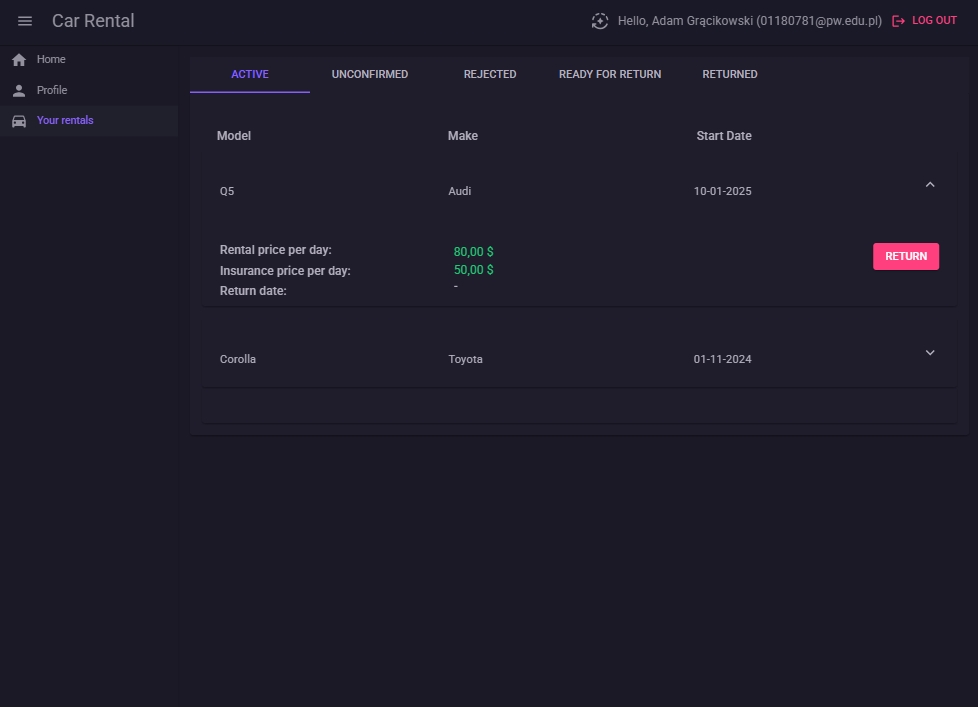 Car Rental
Hello, Adam Grącikowski (01180781@pw.edu.pl)
LOG OUT
Home
Profile
Your rentals
ACTIVE UNCONFIRMED REJECTED READY FOR RETURN RETURNED
Model Make Start Date
Q5 Audi 10-01-2025
Rental price per day: 80,00 $
Insurance price per day: 50,00 $
Return date: -
RETURN
Corolla Toyota 01-11-2024